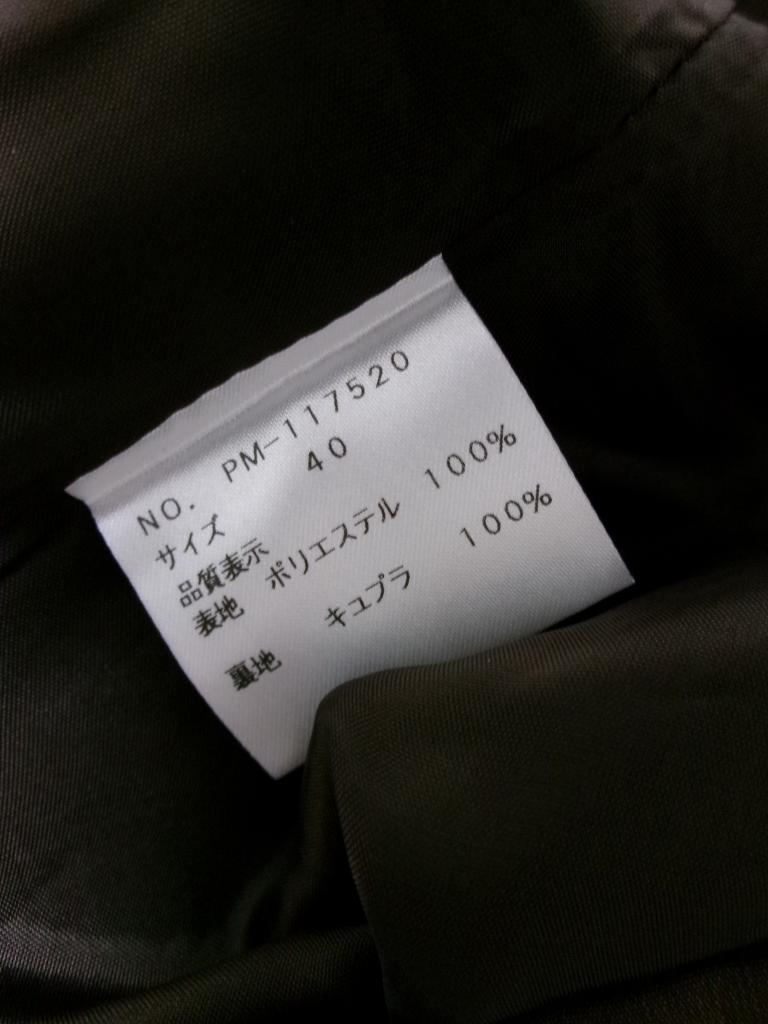 NO. PM-117520
サイズ 40
品質表示
表地 ポリエステル 100%
裏地 キュプラ 100%